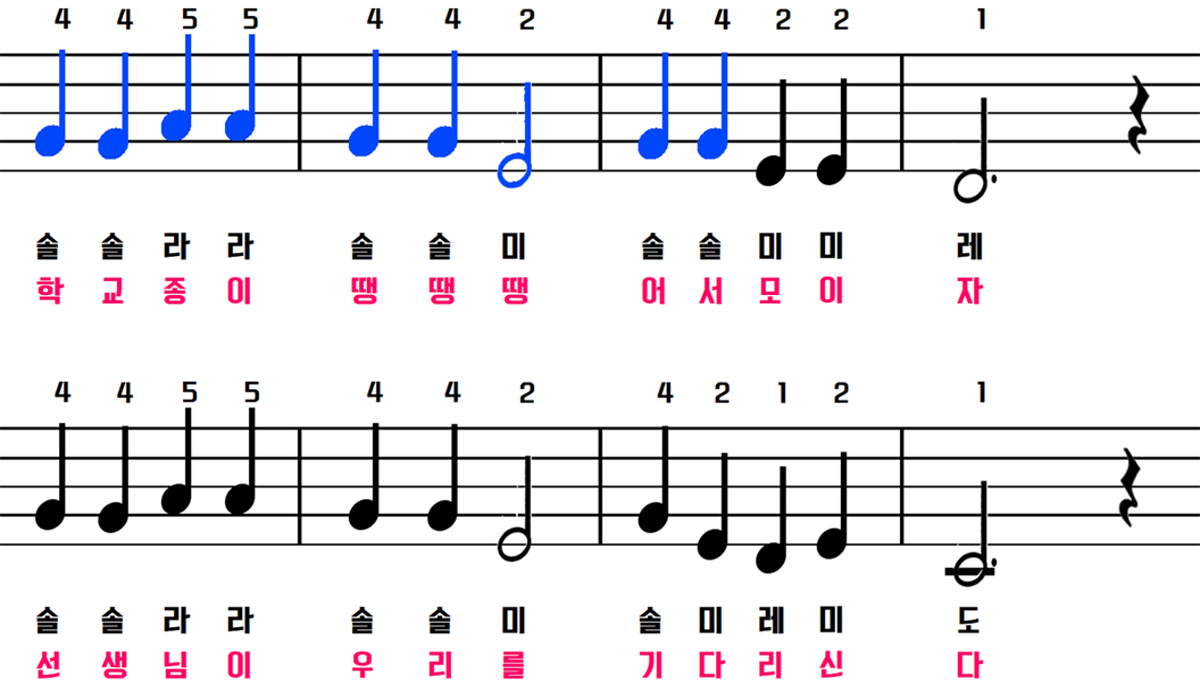 4 4 5 5 4 4 2 4 4 2 2 1
솔 솔 라 라 솔 솔 미 솔 솔 미 미 레
학 교 종 이 땡 땡 땡 어 서 모 이 자
4 4 5 5 4 4 2 4 2 1 2 1
솔 솔 라 라 솔 솔 미 솔 미 레 미 도
선 생 님 이 우 리 를 기 다 리 신 다